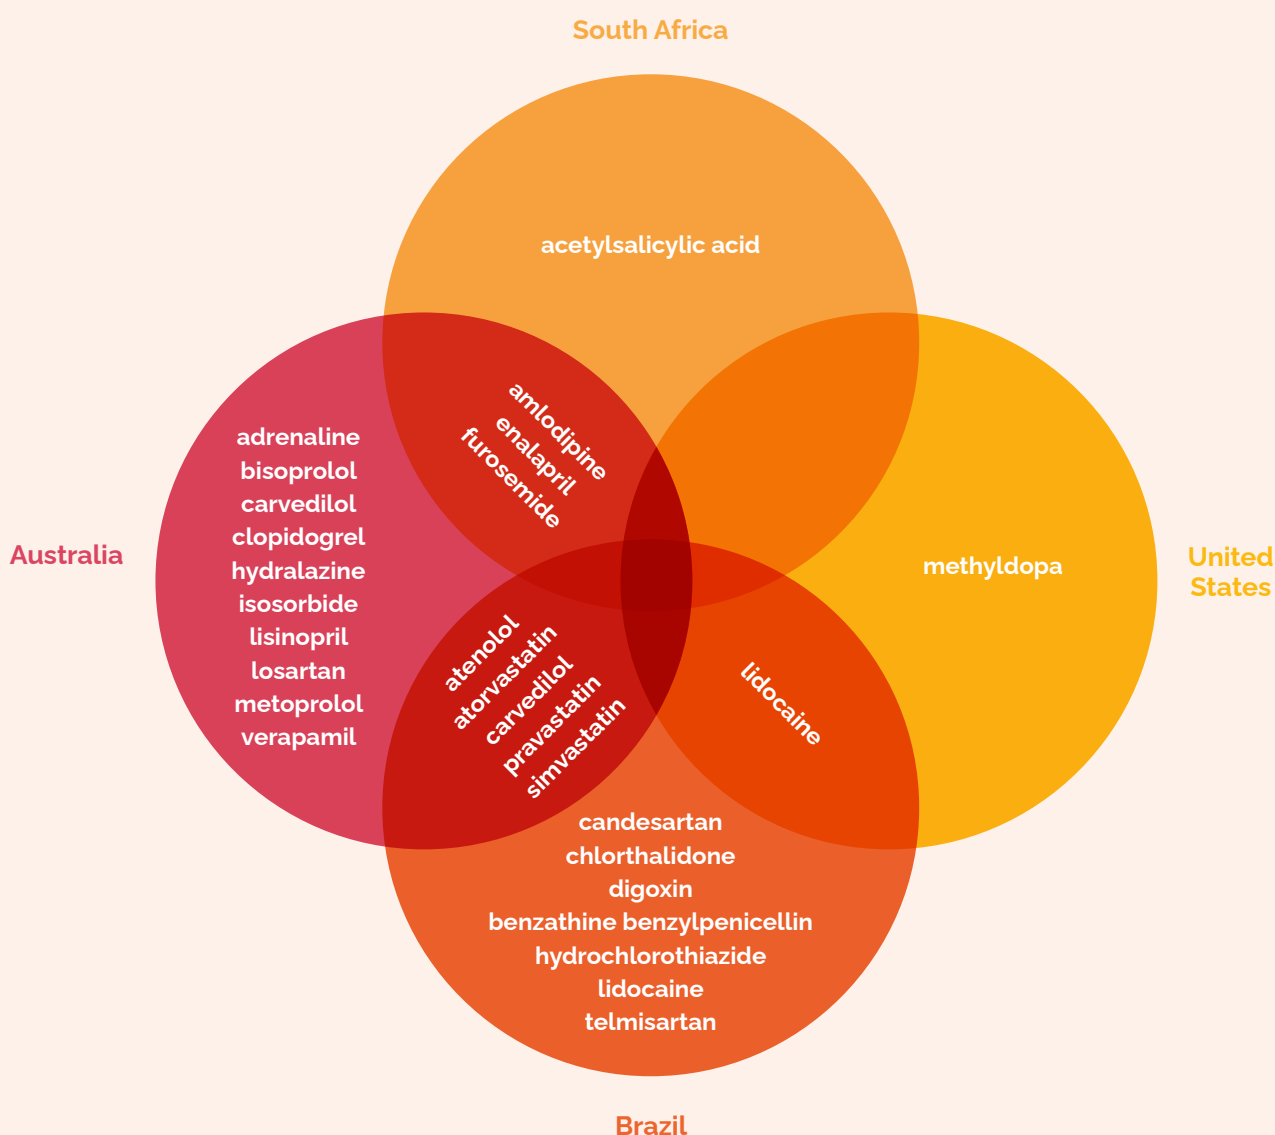 South Africa
acetylsalicylic acid
amlodipine
enalapril
furosemide
Australia
adrenaline
bisoprolol
carvedilol
clopidogrel
hydralazine
isosorbide
lisinopril
losartan
metoprolol
verapamil
United
States
methyldopa
atenolol
atorvastatin
carvedilol
pravastatin
simvastatin
lidocaine
candesartan
chlorthalidone
digoxin
benzathine benzylpenicellin
hydrochlorothiazide
lidocaine
telmisartan
Brazil